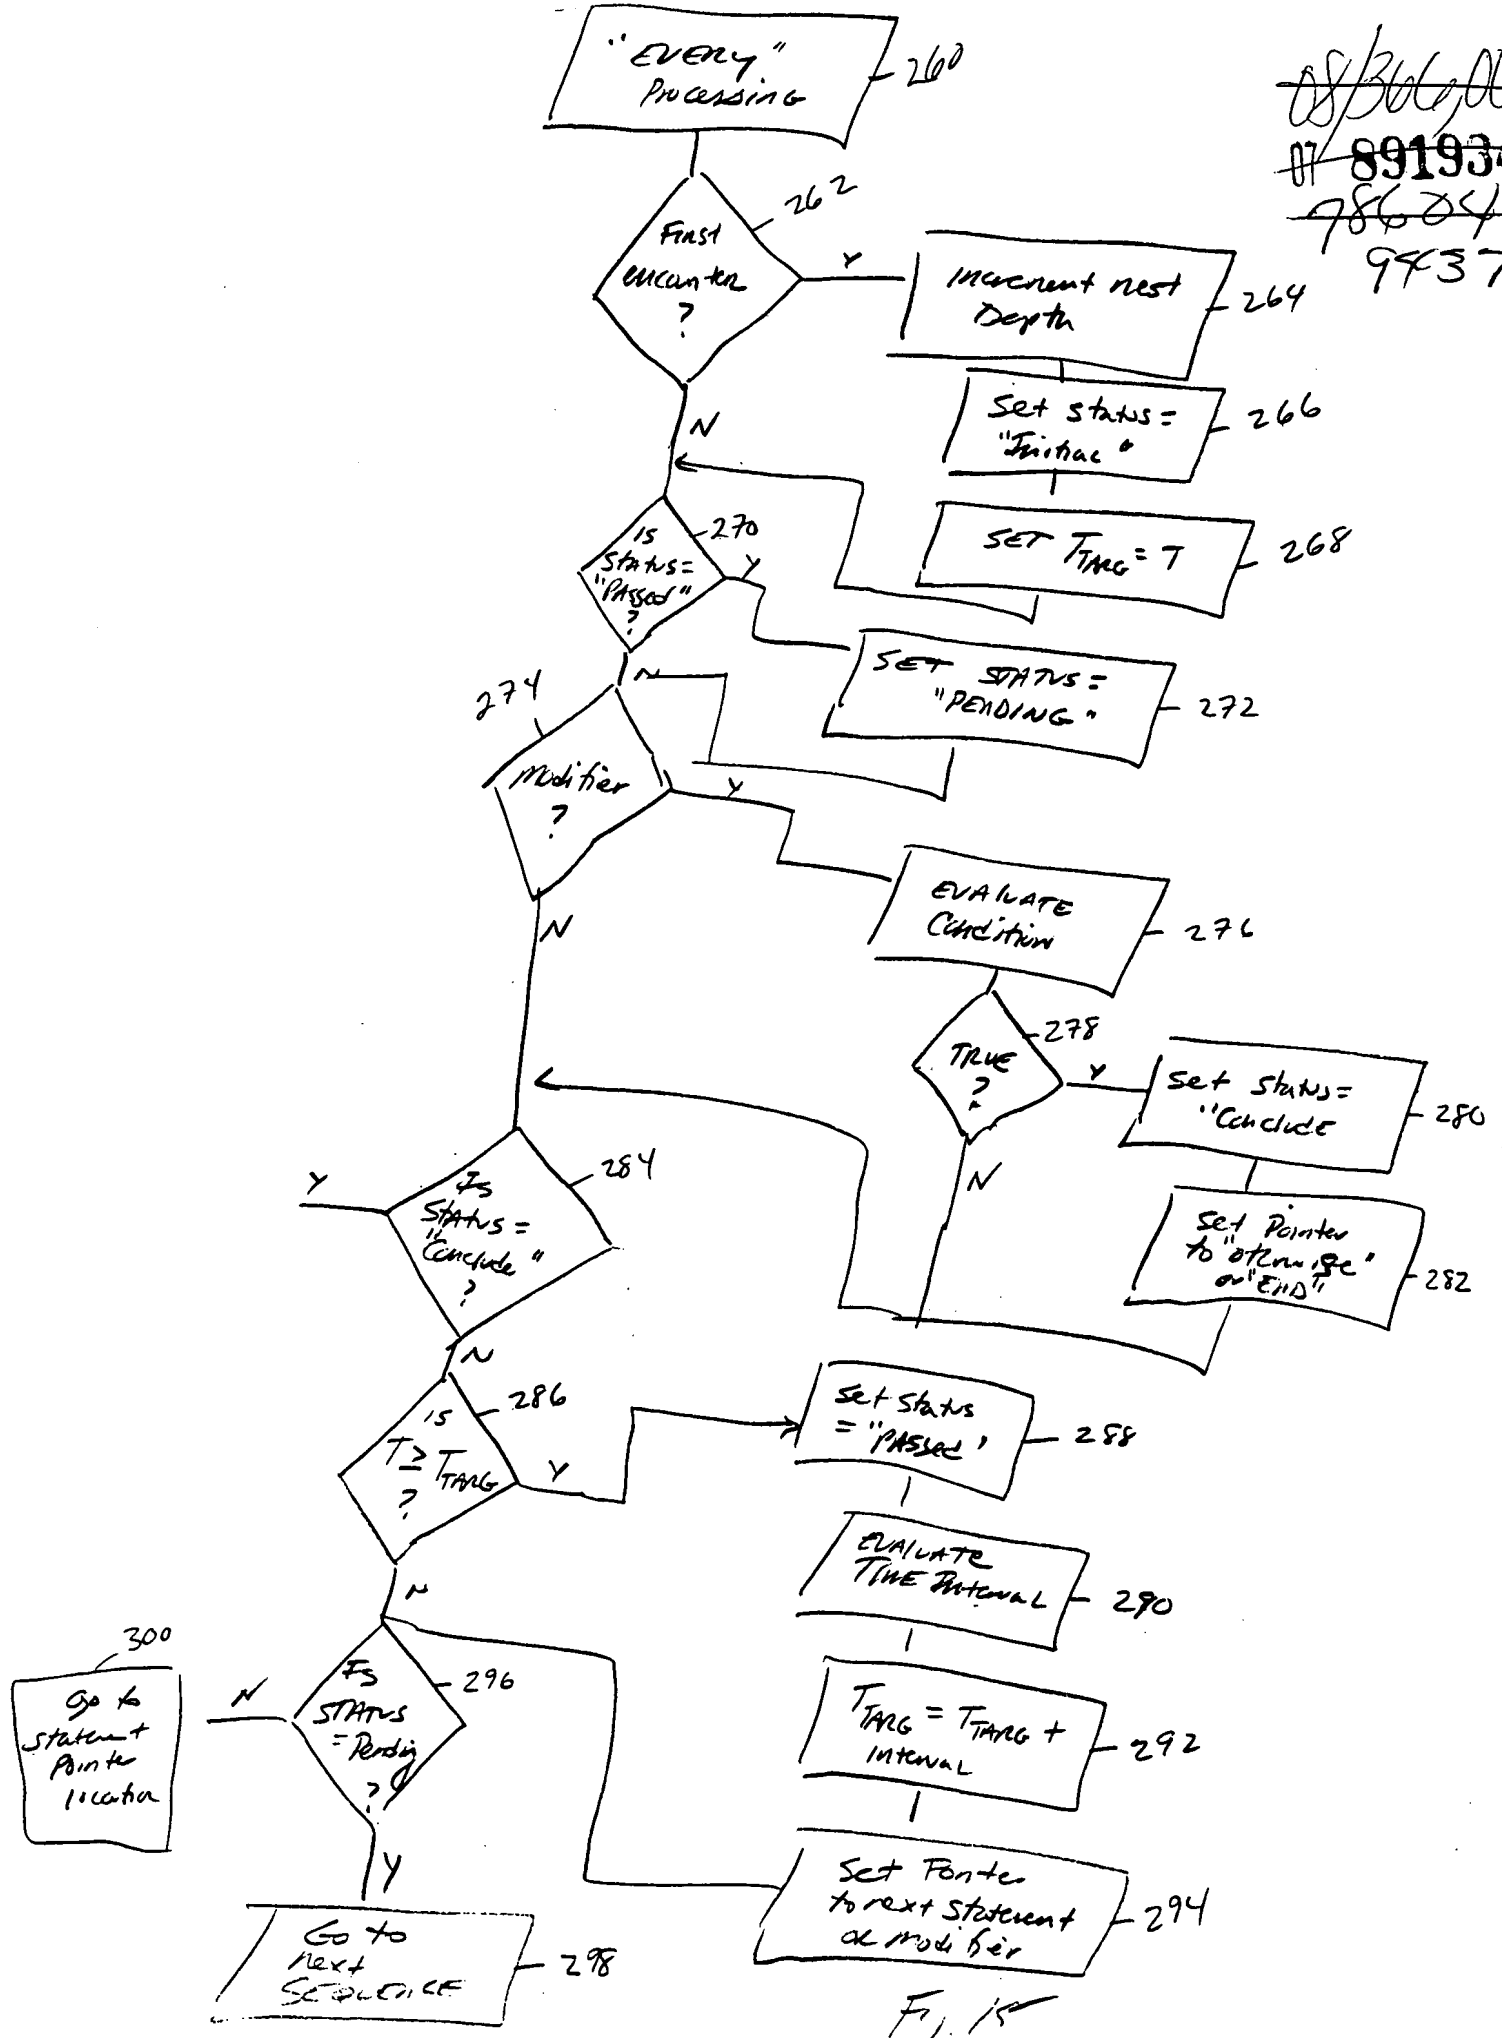 "EVERY"
Processing
260
08/366,0
07 891934
78604
9437
First
encounter
?
262
Y
N
Increment nest
Depth
264
Set status =
"Initial"
266
SET TTARG = T
268
is
status =
"PAssed"
?
270
Y
N
SET STATUS =
"PENDING"
272
274
Modifier
?
Y
N
EVALUATE
Condition
276
TRUE
?
278
Y
N
set status =
"Conclude
280
set Pointer
to "otherwise"
or "END"
282
Is
STATUS =
"Conclude"
?
284
Y
N
is
T ≥ TTARG
?
286
Y
N
set status
= "PAssed"
288
EVALUATE
TIME Interval
290
TTARG = TTARG +
Interval
292
Set Pointer
to next statement
or modifier
294
Is
STATUS
= Pending
?
296
N
Y
300
go to
statement
Pointer
location
Go to
next
SEQUENCE
298
Fi. 15